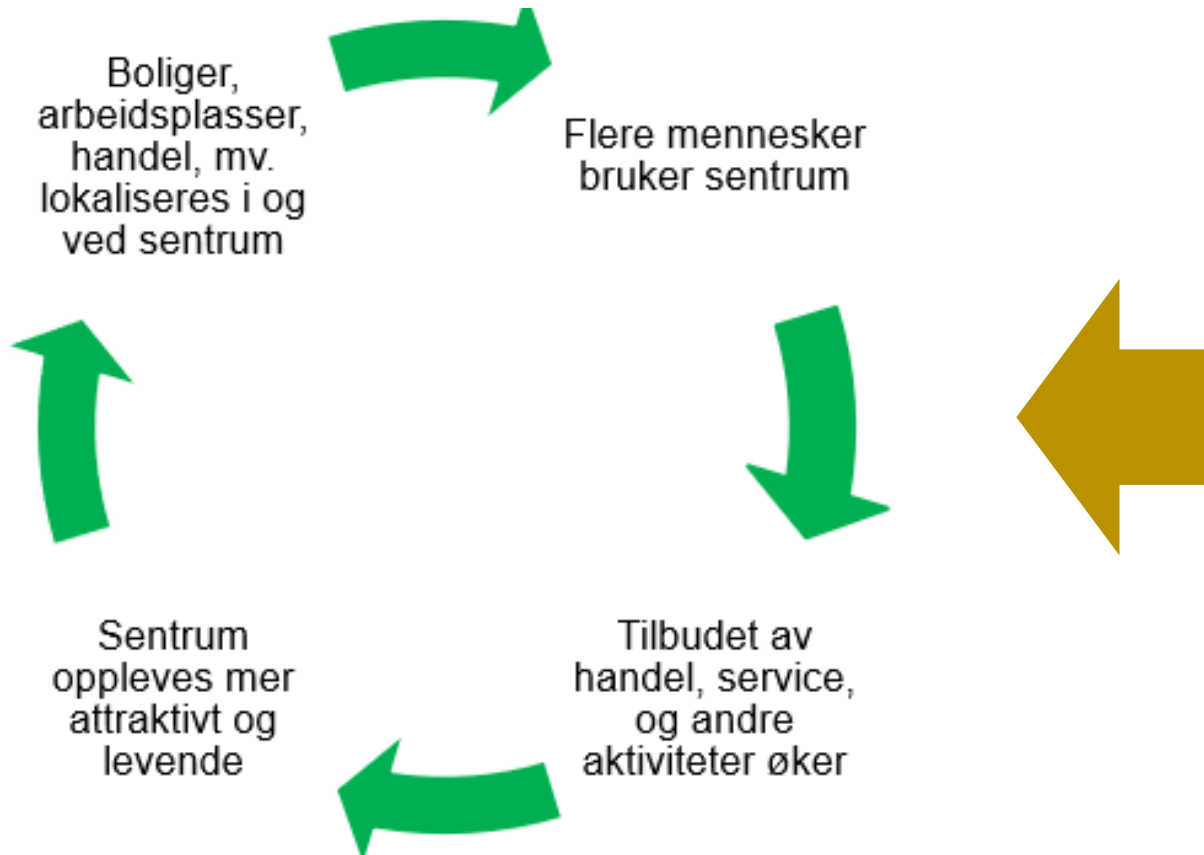 Boliger,
arbeidsplasser,
handel, mv.
lokaliseres i og
ved sentrum
Flere mennesker
bruker sentrum
Tilbudet av
handel, service,
og andre
aktiviteter øker
Sentrum
oppleves mer
attraktivt og
levende